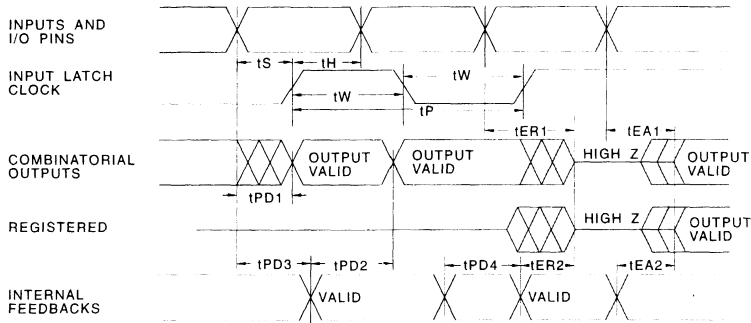 INPUTS AND
I/O PINS
tS
tH
INPUT LATCH
CLOCK
tW
tW
tP
tER1
tEA1
COMBINATORIAL
OUTPUTS
OUTPUT
VALID
OUTPUT
VALID
HIGH Z
OUTPUT
VALID
tPD1
REGISTERED
HIGH Z
OUTPUT
VALID
tPD3
tPD2
tPD4
tER2
tEA2
INTERNAL
FEEDBACKS
VALID
VALID